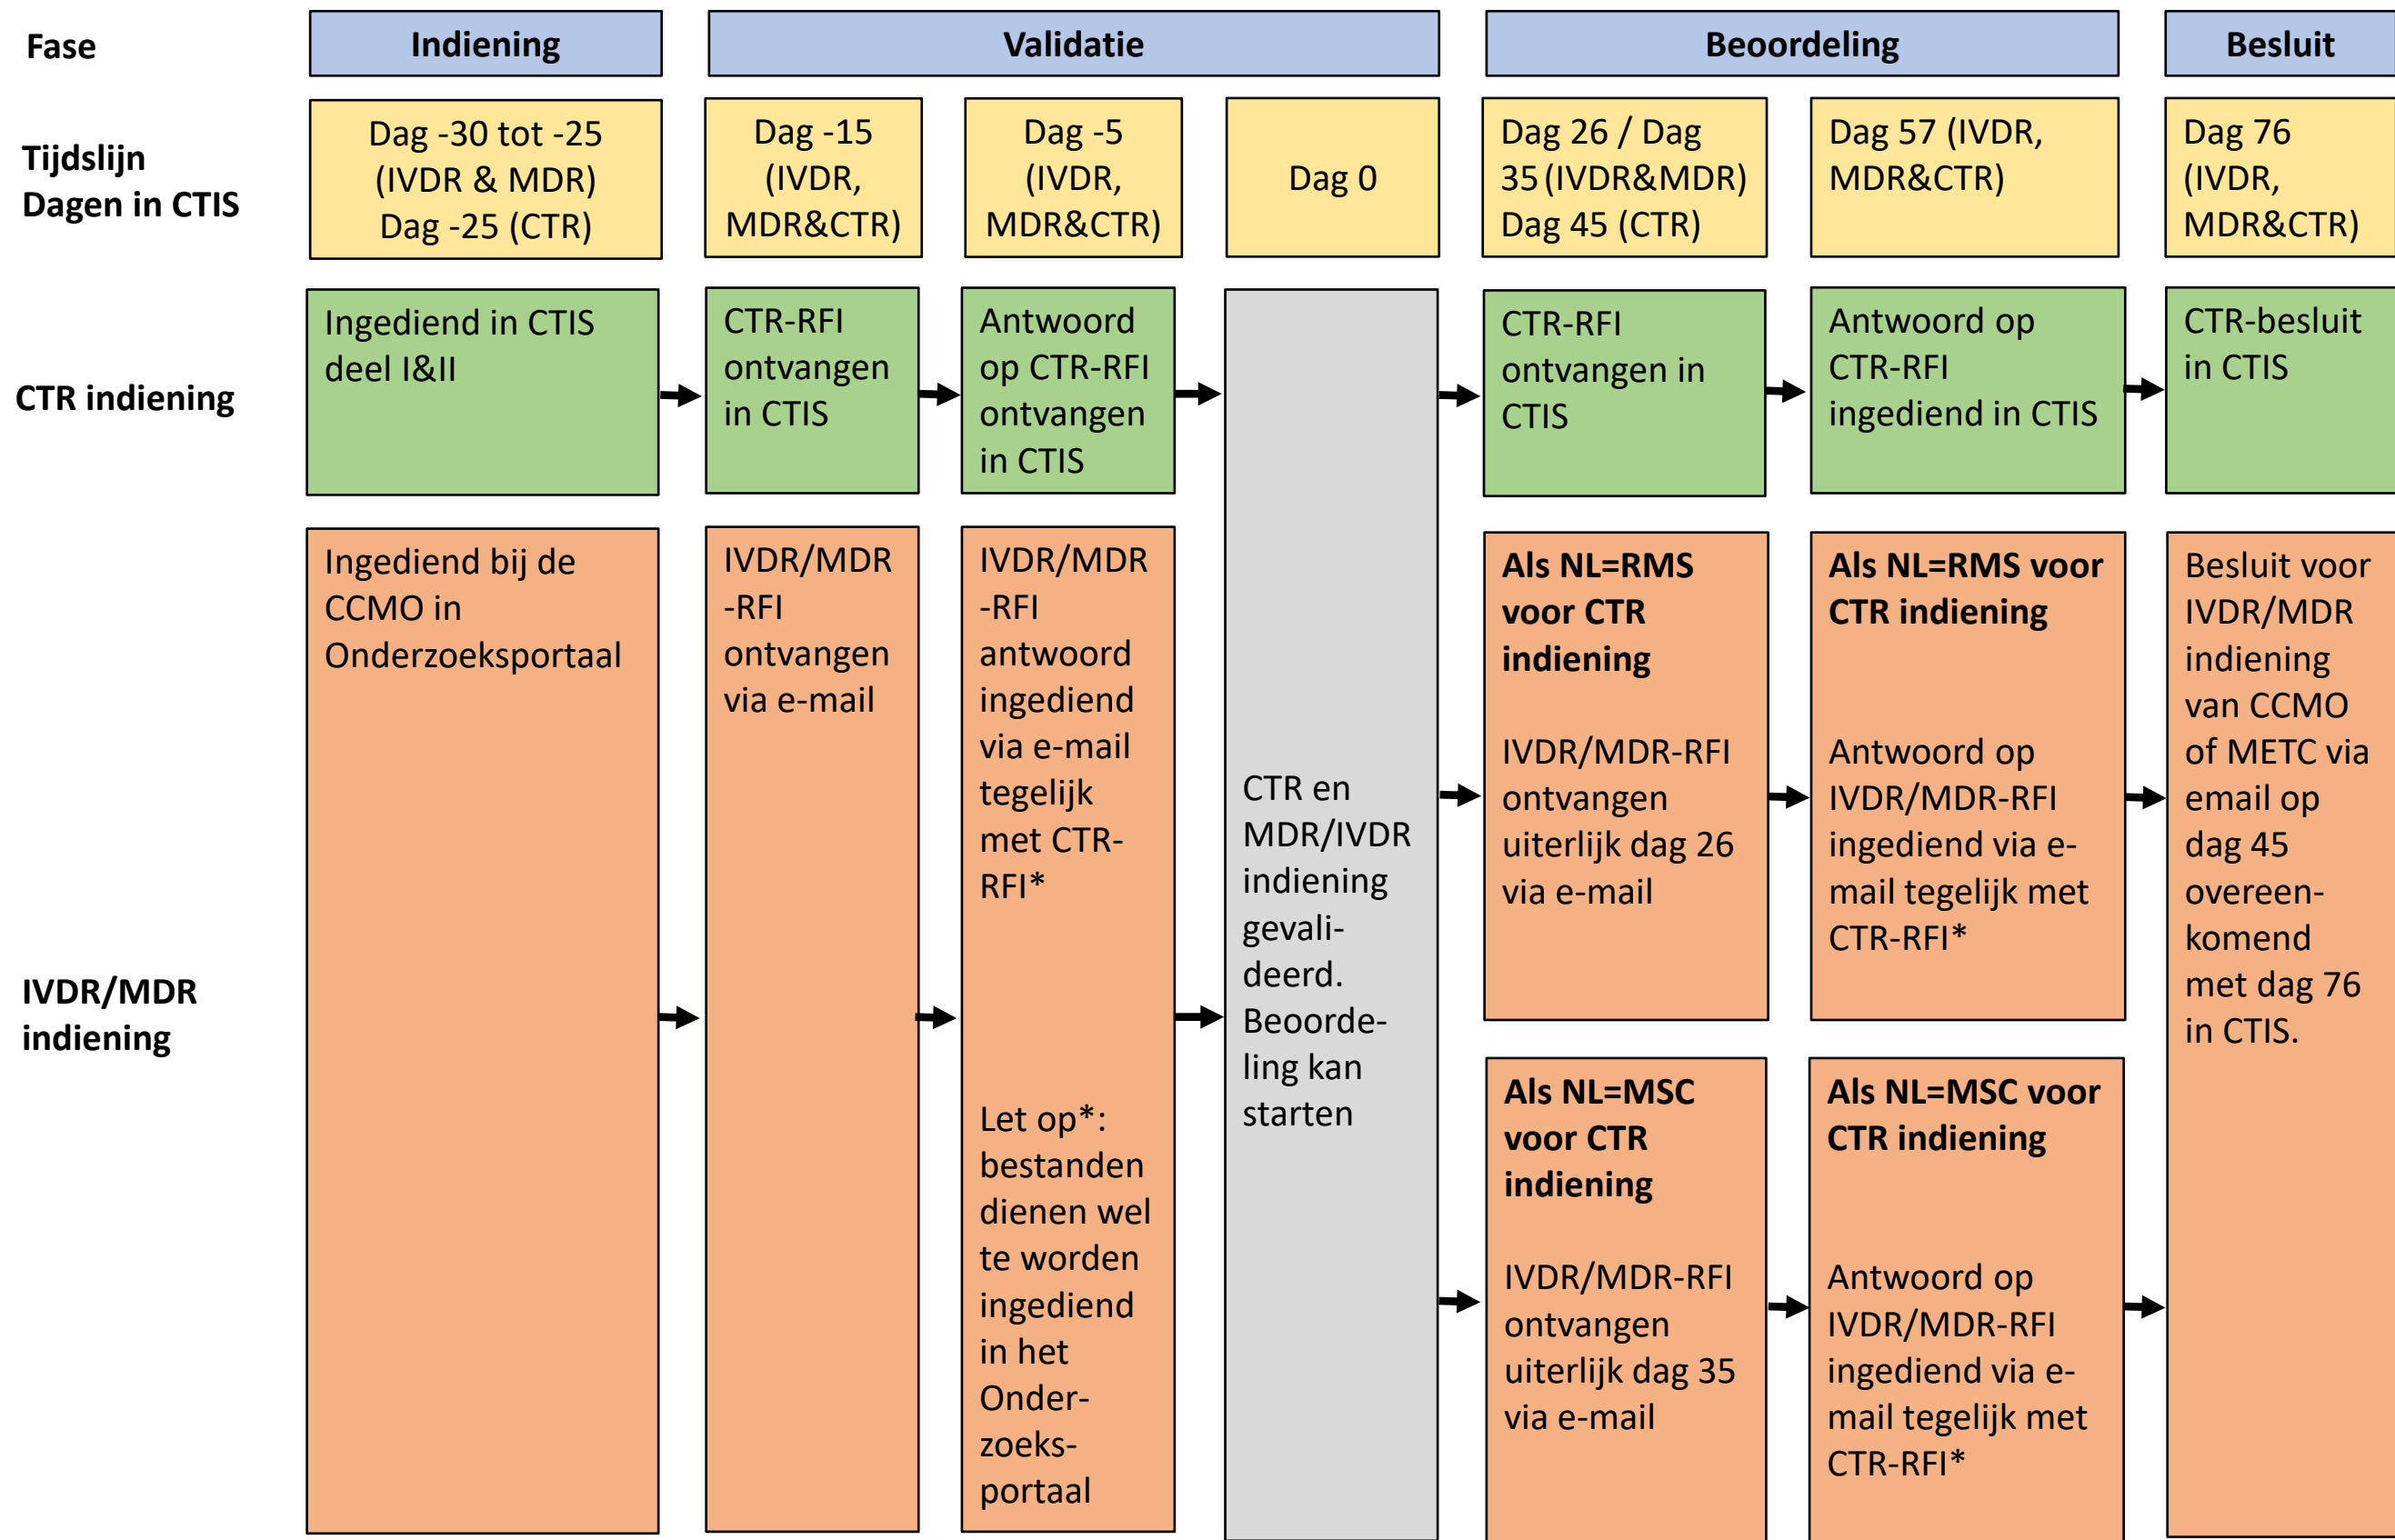 Fase
Indiening
Validatie
Beoordeling
Besluit
Tijdslijn
Dagen in CTIS
Dag -30 tot -25
(IVDR & MDR)
Dag -25 (CTR)
Dag -15
(IVDR,
MDR&CTR)
Dag -5
(IVDR,
MDR&CTR)
Dag 0
Dag 26 / Dag
35 (IVDR&MDR)
Dag 45 (CTR)
Dag 57 (IVDR,
MDR&CTR)
Dag 76
(IVDR,
MDR&CTR)
CTR indiening
Ingediend in CTIS
deel I&II
CTR-RFI
ontvangen
in CTIS
Antwoord
op CTR-RFI
ontvangen
in CTIS
CTR-RFI
ontvangen in
CTIS
Antwoord op
CTR-RFI
ingediend in CTIS
CTR-besluit
in CTIS
IVDR/MDR
indiening
Ingediend bij de
CCMO in
Onderzoeksportaal
IVDR/MDR
-RFI
ontvangen
via e-mail
IVDR/MDR
-RFI
antwoord
ingediend
via e-mail
tegelijk
met CTR-
RFI*
Let op*:
bestanden
dienen wel
te worden
ingediend
in het
Onder-
zoeks-
portaal
CTR en
MDR/IVDR
indiening
gevali-
deerd.
Beoorde-
ling kan
starten
Als NL=RMS
voor CTR
indiening
IVDR/MDR-RFI
ontvangen
uiterlijk dag 26
via e-mail
Als NL=RMS voor
CTR indiening
Antwoord op
IVDR/MDR-RFI
ingediend via e-
mail tegelijk met
CTR-RFI*
Als NL=MSC
voor CTR
indiening
IVDR/MDR-RFI
ontvangen
uiterlijk dag 35
via e-mail
Als NL=MSC voor
CTR indiening
Antwoord op
IVDR/MDR-RFI
ingediend via e-
mail tegelijk met
CTR-RFI*
Besluit voor
IVDR/MDR
indiening
van CCMO
of METC via
email op
dag 45
overeen-
komend
met dag 76
in CTIS.